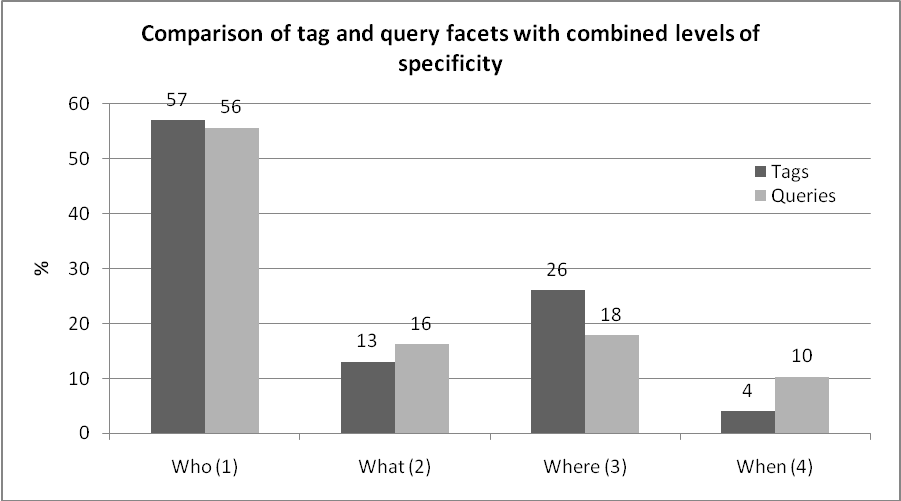 Comparison of tag and query facets with combined levels of
specificity
57
56
60
50
40
30
20
10
0
%
13
16
26
18
4
10
Tags
Queries
Who (1)
What (2)
Where (3)
When (4)